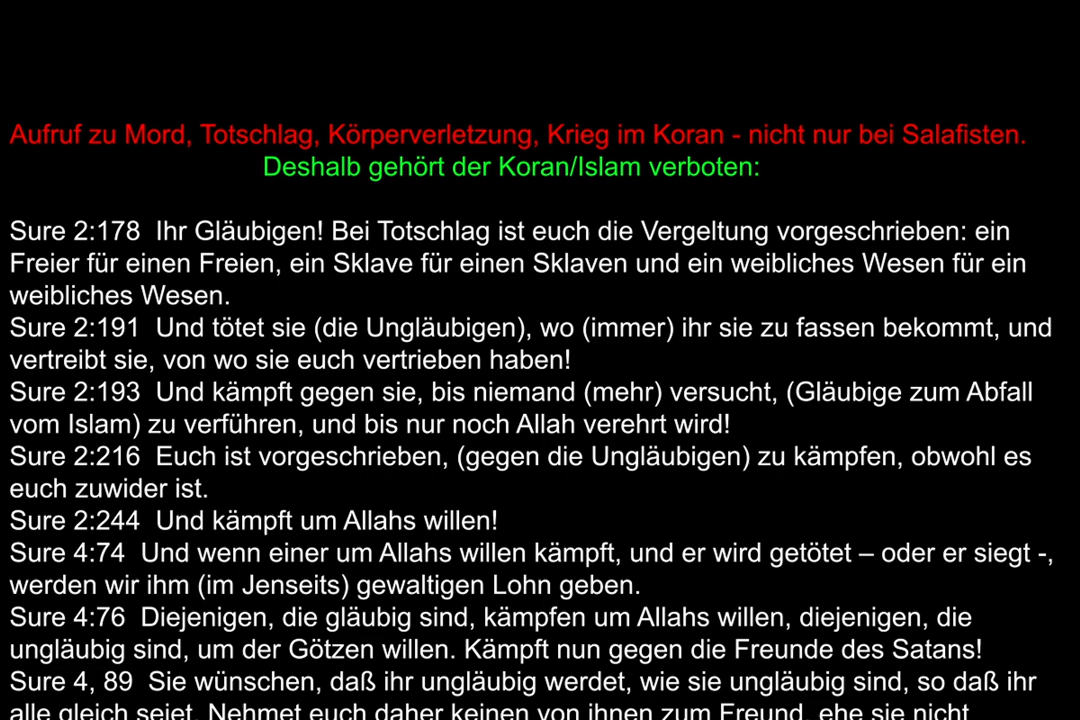 Aufruf zu Mord, Totschlag, Körperverletzung, Krieg im Koran - nicht nur bei Salafisten.
Deshalb gehört der Koran/Islam verboten:
Sure 2:178 Ihr Gläubigen! Bei Totschlag ist euch die Vergeltung vorgeschrieben: ein
Freier für einen Freien, ein Sklave für einen Sklaven und ein weibliches Wesen für ein
weibliches Wesen.
Sure 2:191 Und tötet sie (die Ungläubigen), wo (immer) ihr sie zu fassen bekommt, und
vertreibt sie, von wo sie euch vertrieben haben!
Sure 2:193 Und kämpft gegen sie, bis niemand (mehr) versucht, (Gläubige zum Abfall
vom Islam) zu verführen, und bis nur noch Allah verehrt wird!
Sure 2:216 Euch ist vorgeschrieben, (gegen die Ungläubigen) zu kämpfen, obwohl es
euch zuwider ist.
Sure 2:244 Und kämpft um Allahs willen!
Sure 4:74 Und wenn einer um Allahs willen kämpft, und er wird getötet – oder er siegt -,
werden wir ihm (im Jenseits) gewaltigen Lohn geben.
Sure 4:76 Diejenigen, die gläubig sind, kämpfen um Allahs willen, diejenigen, die
ungläubig sind, um der Götzen willen. Kämpft nun gegen die Freunde des Satans!
Sure 4, 89 Sie wünschen, daß ihr ungläubig werdet, wie sie ungläubig sind, so daß ihr
alle gleich seiet. Nehmet euch daher keinen von ihnen zum Freund, ehe sie nicht